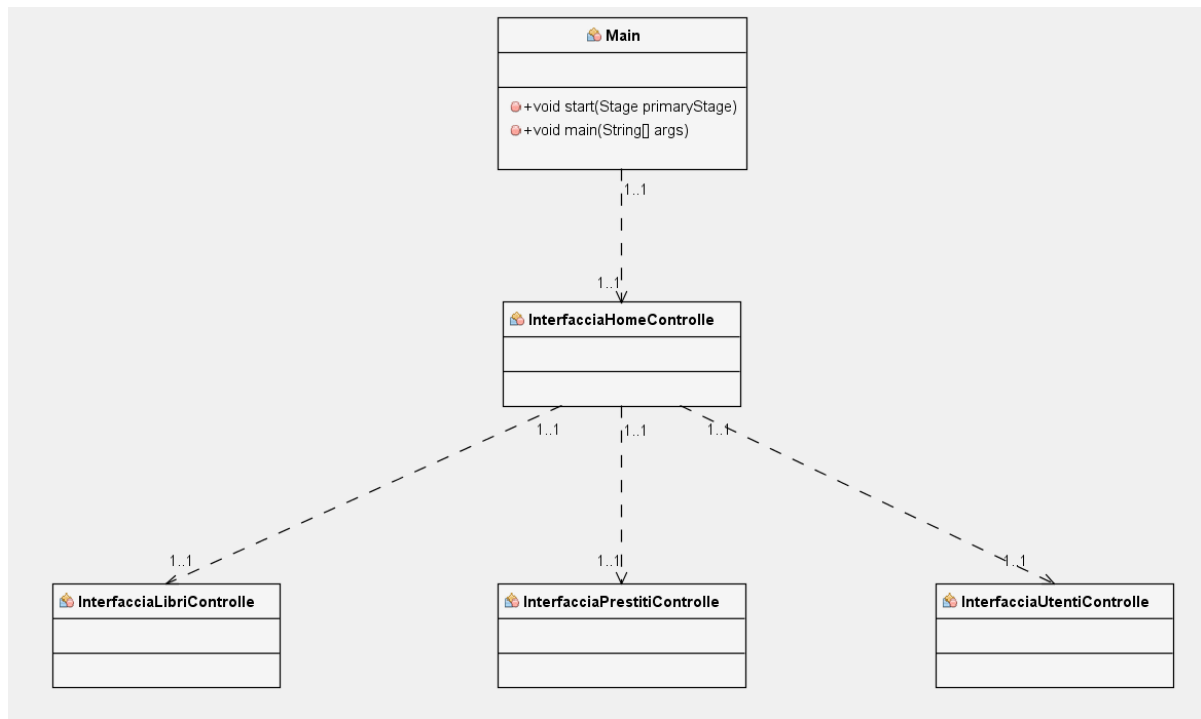 Main
+void start(Stage primaryStage)
+void main(String[] args)
1..1
1..1
InterfacciaHomeControlle
1..1
1..1
1..1
1..1
1..1
1..1
InterfacciaLibriControlle
InterfacciaPrestitiControlle
InterfacciaUtentiControlle